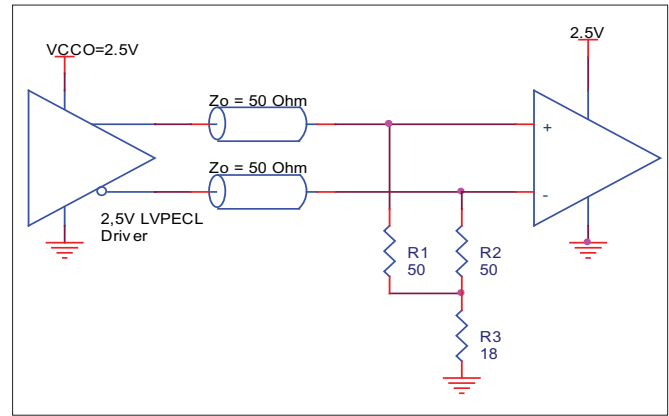 VCCO=2.5V
2.5V
Zo = 50 Ohm
+
Zo = 50 Ohm
-
2,5V LVPECL
Driver
R1
50
R2
50
R3
18